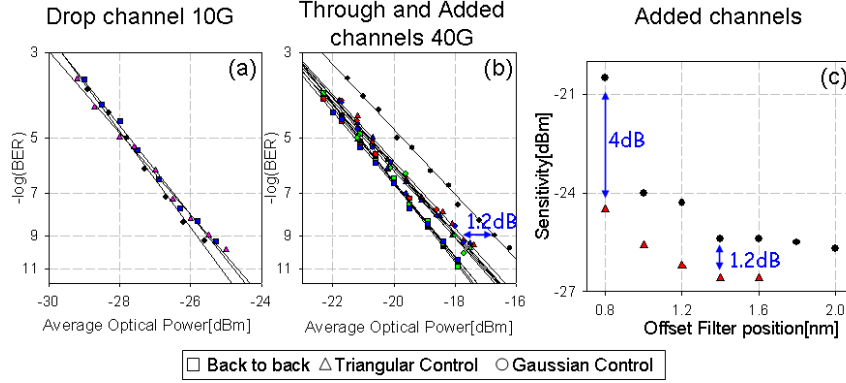 Drop channel 10G
Through and Added
channels 40G
Added channels
(a)
-log(BER)
3
5
7
9
11
-30
-28
-26
-24
Average Optical Power[dBm]
(b)
-log(BER)
3
5
7
9
11
1.2dB
-22
-20
-18
-16
Average Optical Power[dBm]
(c)
Sensitivity[dBm]
-21
-24
-27
4dB
1.2dB
0.8
1.2
1.6
2.0
Offset Filter position[nm]
Back to back
Triangular Control
Gaussian Control